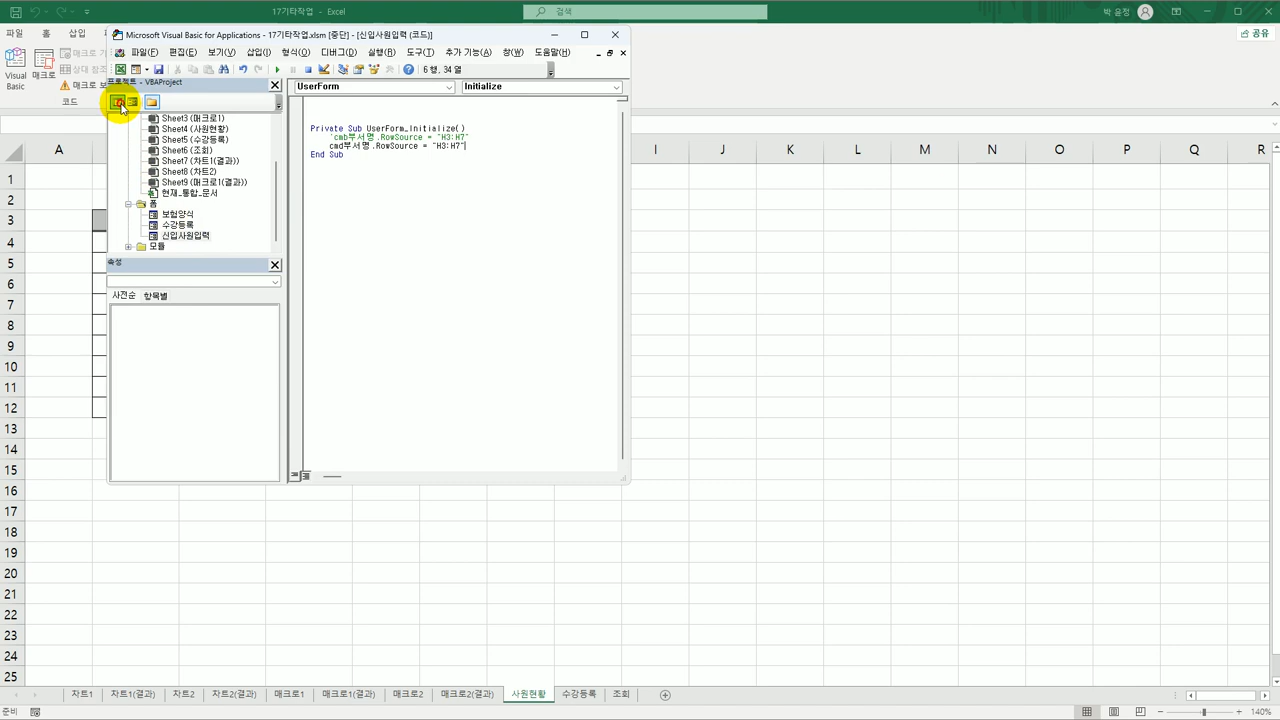 17기타작업 - Excel
검색
박 윤정
파일
홈
삽입
공유
Visual Basic
매크로
코드
Microsoft Visual Basic for Applications - 17기타작업.xlsm [중단] - [신입사원입력 (코드)]
파일(F) 편집(E) 보기(V) 삽입(I) 형식(O) 디버그(D) 실행(R) 도구(T) 추가 기능(A) 창(W) 도움말(H)
6 행, 34 열
프로젝트 - VBAProject
Sheet3 (매크로1)
Sheet4 (사원현황)
Sheet5 (수강등록)
Sheet6 (조회)
Sheet7 (차트1(결과))
Sheet8 (차트2)
Sheet9 (매크로1(결과))
현재_통합_문서
폼
보험양식
수강등록
신입사원입력
모듈
속성
사전순 항목별
UserForm
Initialize
Private Sub UserForm_Initialize()
'cmb부서명.RowSource = "H3:H7"
cmd부서명.RowSource = "H3:H7"
End Sub
A I J K L M N O P Q R
1
2
3
4
5
6
7
8
9
10
11
12
13
14
15
16
17
18
19
20
21
22
23
24
25
차트1 차트1(결과) 차트2 차트2(결과) 매크로1 매크로1(결과) 매크로2 매크로2(결과) 사원현황 수강등록 조회
준비
140%